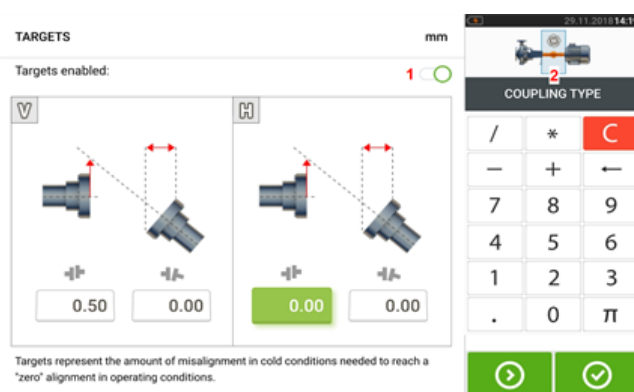 TARGETS
mm
Targets enabled:
1
V
H
0.50
0.00
0.00
0.00
Targets represent the amount of misalignment in cold conditions needed to reach a
"zero" alignment in operating conditions.
29.11.2018 14:19
2
COUPLING TYPE
/ * C
− + ←
7 8 9
4 5 6
1 2 3
. 0 π